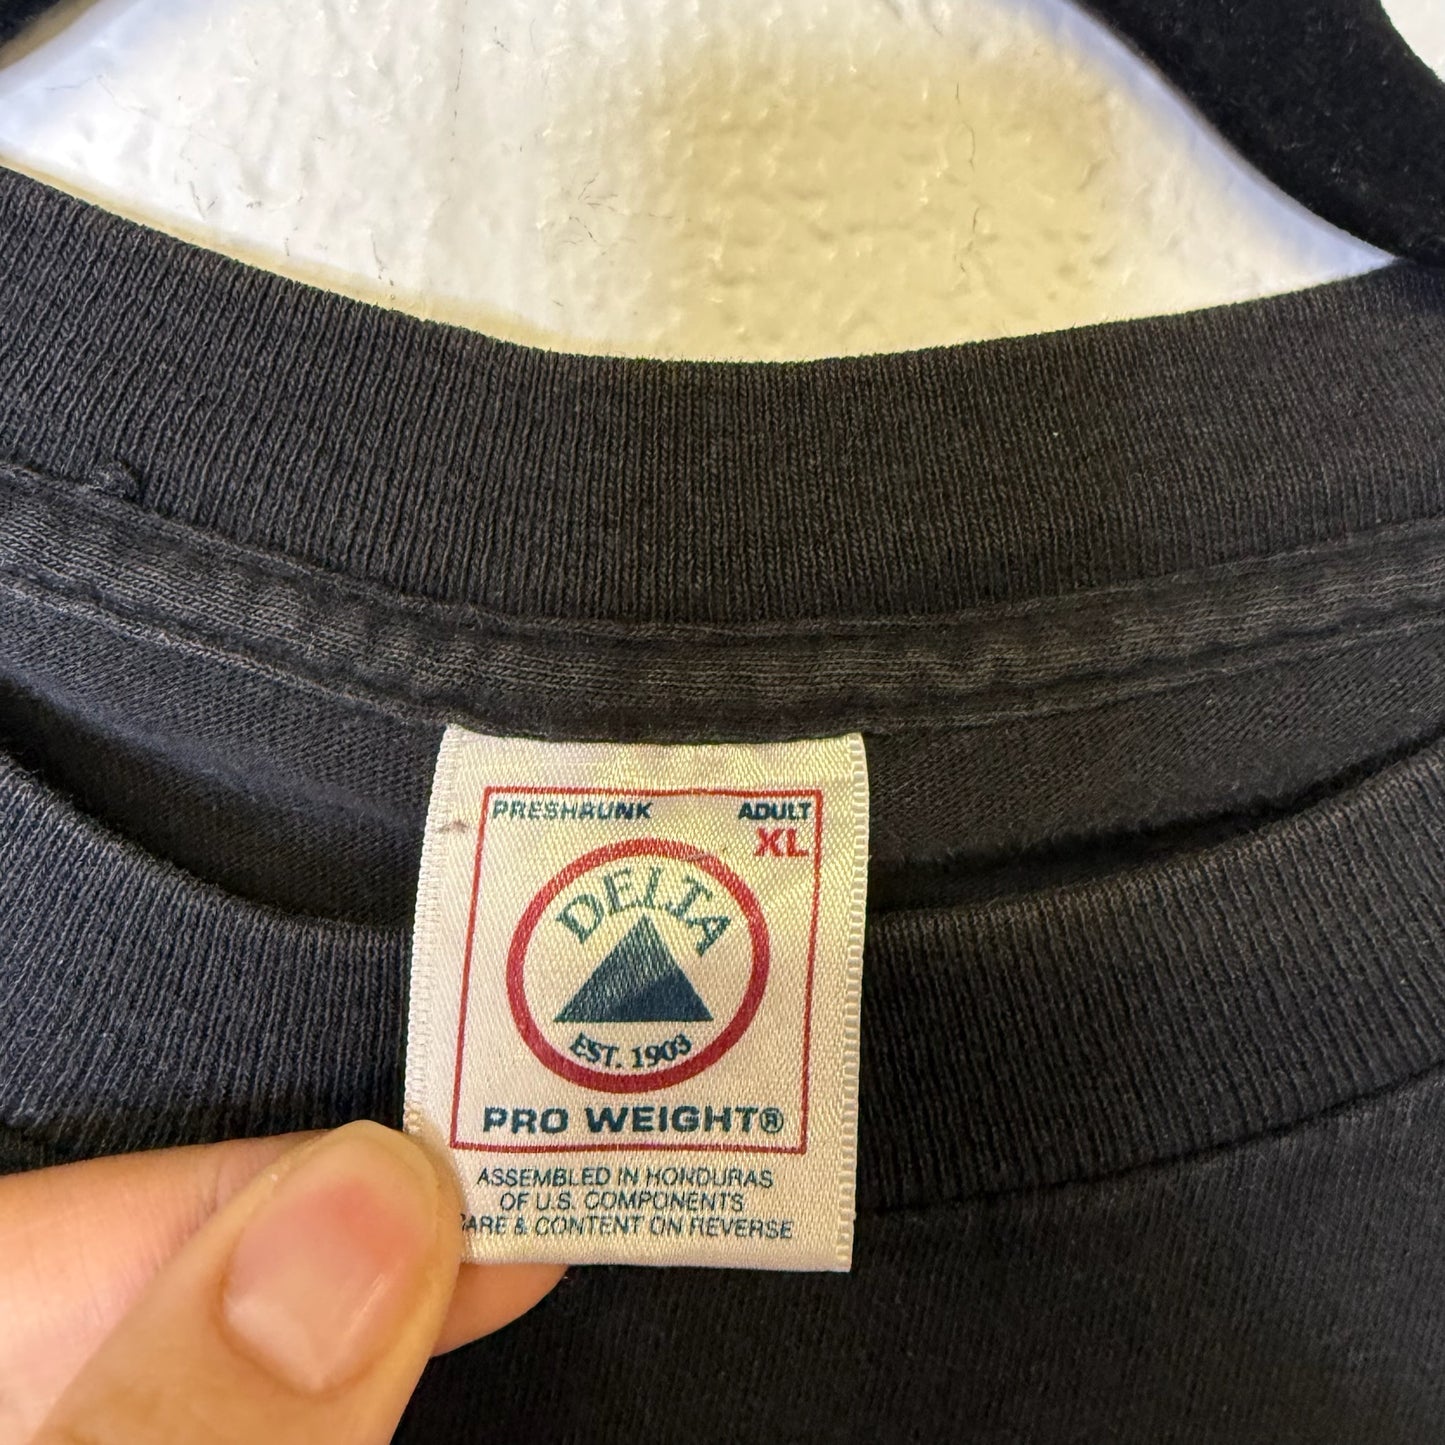 PRESHRUNK ADULT
XL
DELTA
EST. 1903
PRO WEIGHT®
ASSEMBLED IN HONDURAS
OF U.S. COMPONENTS
CARE & CONTENT ON REVERSE